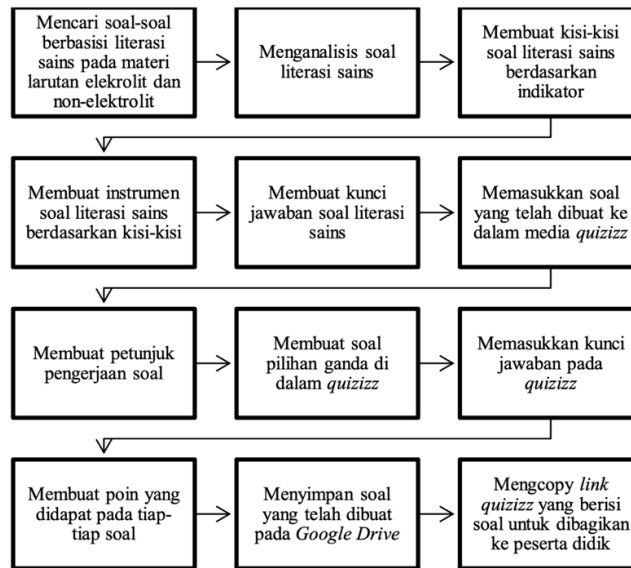 Mencari soal-soal
berbasisi literasi
sains pada materi
larutan elekrolit dan
non-elektrolit
Menganalisis soal
literasi sains
Membuat kisi-kisi
soal literasi sains
berdasarkan
indikator
Membuat instrumen
soal literasi sains
berdasarkan kisi-kisi
Membuat kunci
jawaban soal literasi
sains
Memasukkan soal
yang telah dibuat ke
dalam media quizizz
Membuat petunjuk
pengerjaan soal
Membuat soal
pilihan ganda di
dalam quizizz
Memasukkan kunci
jawaban pada
quizizz
Membuat poin yang
didapat pada tiap-
tiap soal
Menyimpan soal
yang telah dibuat
pada Google Drive
Mengcopy link
quizizz yang berisi
soal untuk dibagikan
ke peserta didik